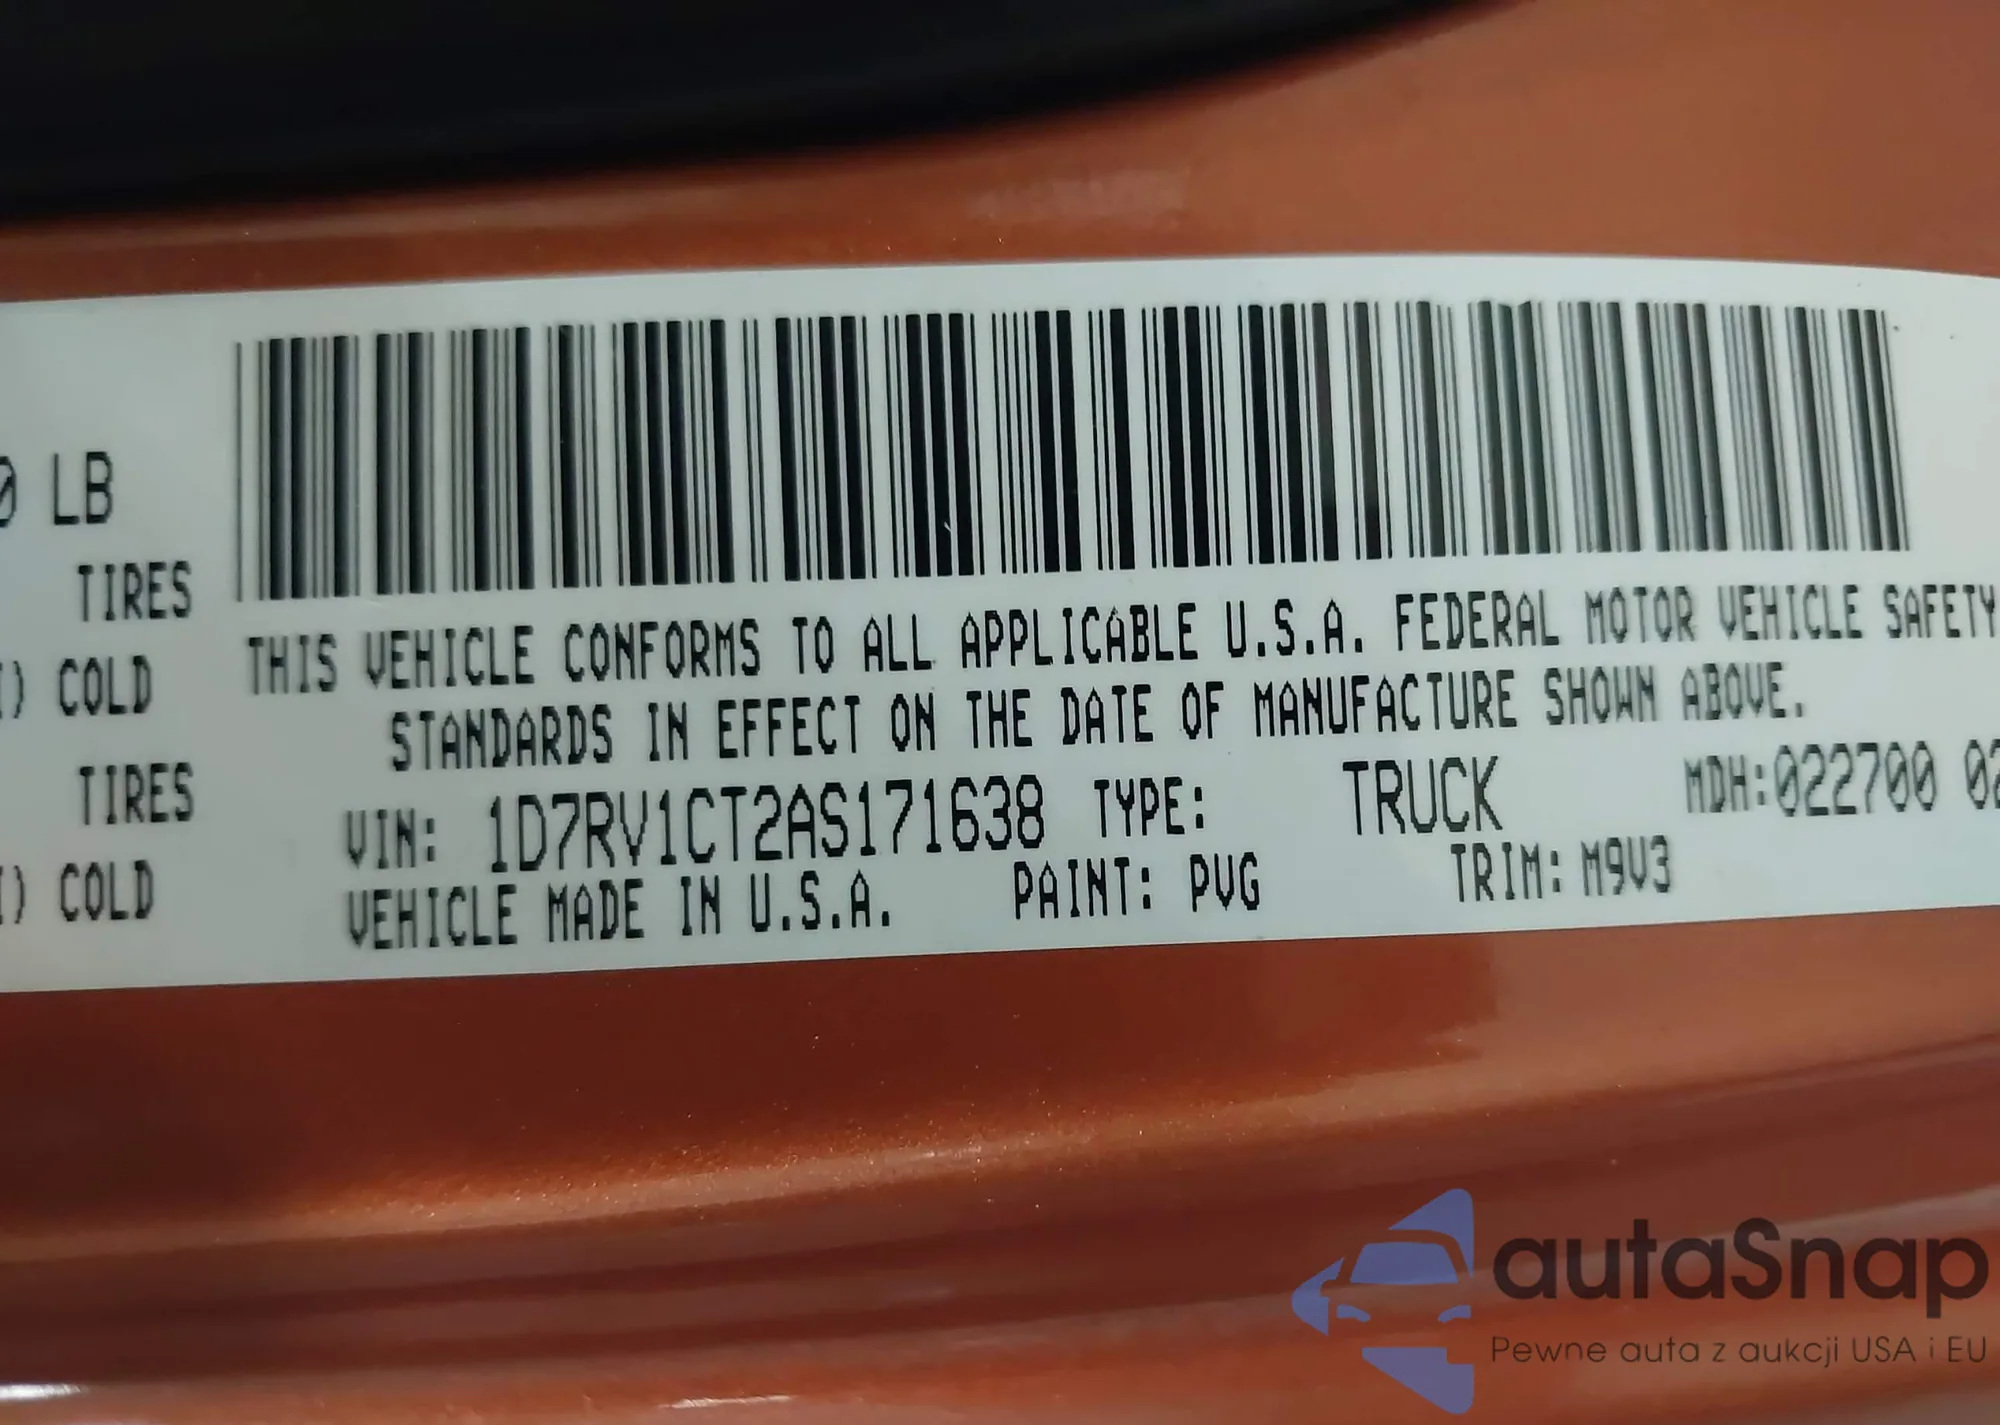 0 LB
TIRES
) COLD
TIRES
) COLD
THIS VEHICLE CONFORMS TO ALL APPLICABLE U.S.A. FEDERAL MOTOR VEHICLE SAFETY
STANDARDS IN EFFECT ON THE DATE OF MANUFACTURE SHOWN ABOVE.
VIN: 1D7RV1CT2AS171638 TYPE: TRUCK MDH:022700 02
VEHICLE MADE IN U.S.A. PAINT: PVG TRIM: M9V3
autaSnap
Pewne auta z aukcji USA i EU